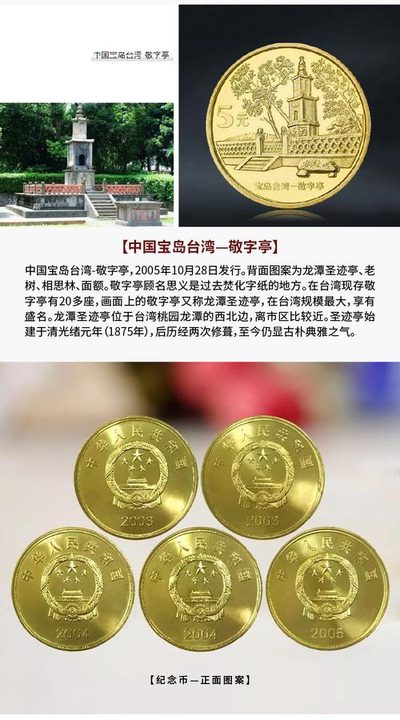 中国宝岛台湾 敬字亭
5元
宝岛台湾—敬字亭
【中国宝岛台湾—敬字亭】
中国宝岛台湾-敬字亭,2005年10月28日发行。背面图案为龙潭圣迹亭、老
树、相思林、面额。敬字亭顾名思义是过去焚化字纸的地方。在台湾现存敬
字亭有20多座,画面上的敬字亭又称龙潭圣迹亭,在台湾规模最大,享有
盛名。龙潭圣迹亭位于台湾桃园龙潭的西北边,离市区比较近。圣迹亭始
建于清光绪元年(1875年),后历经两次修葺,至今仍显古朴典雅之气。
中华人民共和国
2003
中华人民共和国
2003
中华人民共和国
2004
中华人民共和国
2004
中华人民共和国
2005
【纪念币—正面图案】